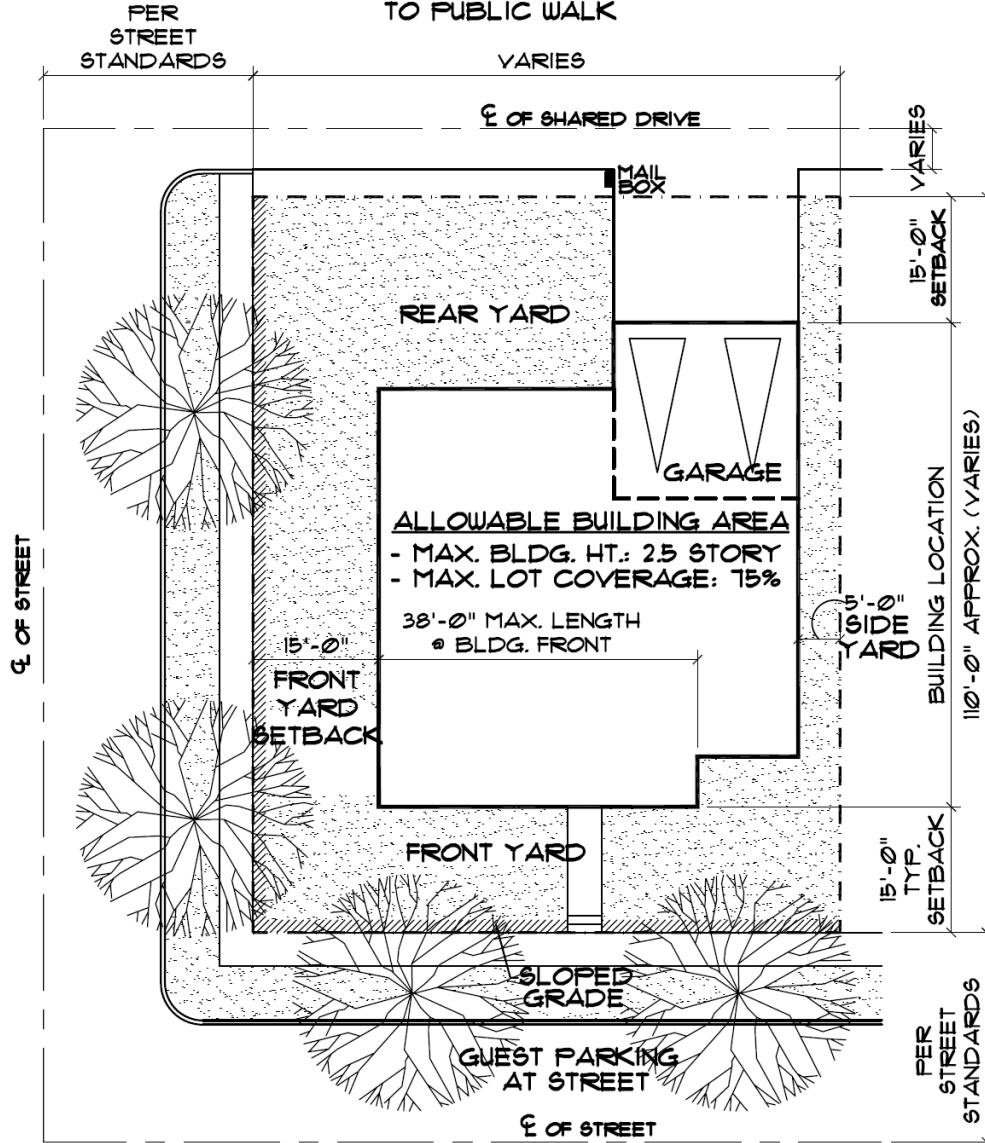 TO PUBLIC WALK
PER
STREET
STANDARDS
VARIES
℄ OF SHARED DRIVE
VARIES
MAIL
BOX
15'-0"
SETBACK
REAR YARD
GARAGE
ALLOWABLE BUILDING AREA
- MAX. BLDG. HT.: 2.5 STORY
- MAX. LOT COVERAGE: 75%
38'-0" MAX. LENGTH
@ BLDG. FRONT
15'-0"
FRONT
YARD
SETBACK
5'-0"
SIDE
YARD
BUILDING LOCATION
110'-0" APPROX. (VARIES)
℄ OF STREET
FRONT YARD
15'-0"
TYP.
SETBACK
SLOPED
GRADE
GUEST PARKING
AT STREET
PER
STREET
STANDARDS
℄ OF STREET